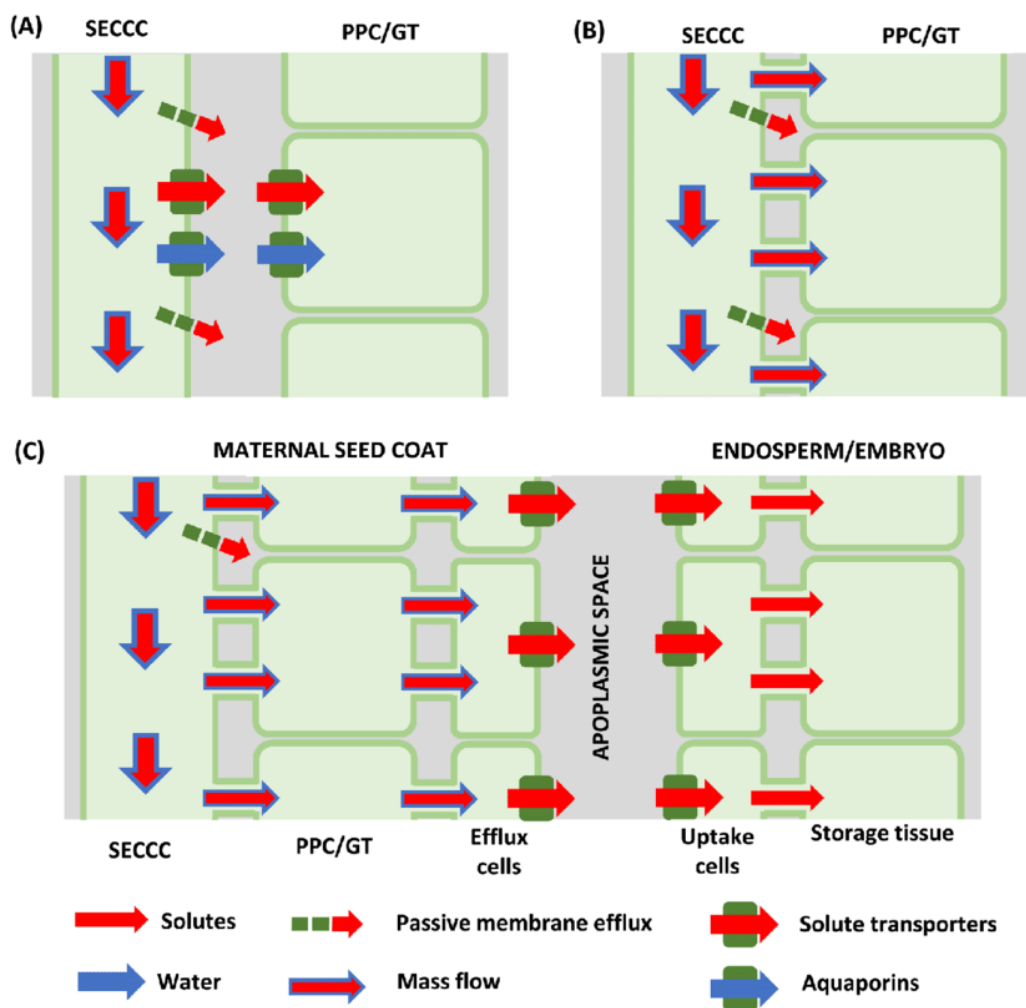 (A)
SECCC
PPC/GT
(B)
SECCC
PPC/GT
(C)
MATERNAL SEED COAT
ENDOSPERM/EMBRYO
APOPLASMIC SPACE
SECCC
PPC/GT
Efflux
cells
Uptake
cells
Storage tissue
Solutes
Passive membrane efflux
Solute transporters
Water
Mass flow
Aquaporins